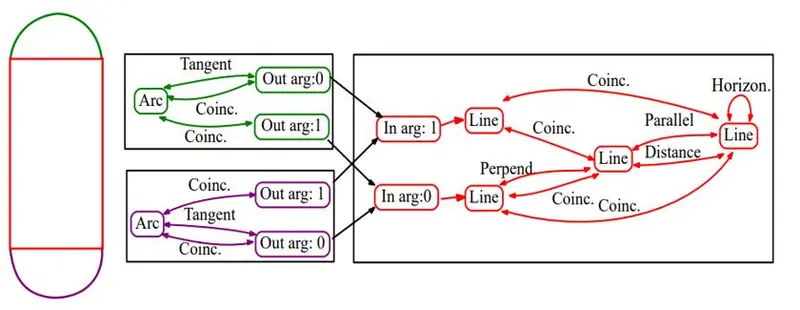 Tangent
Arc
Out arg:0
Coinc.
Coinc.
Out arg:1
Coinc.
Out arg: 1
Arc
Tangent
Coinc.
Out arg: 0
In arg: 1
In arg:0
Line
Coinc.
Horizon.
Coinc.
Parallel
Line
Line
Distance
Perpend
Line
Coinc.
Coinc.